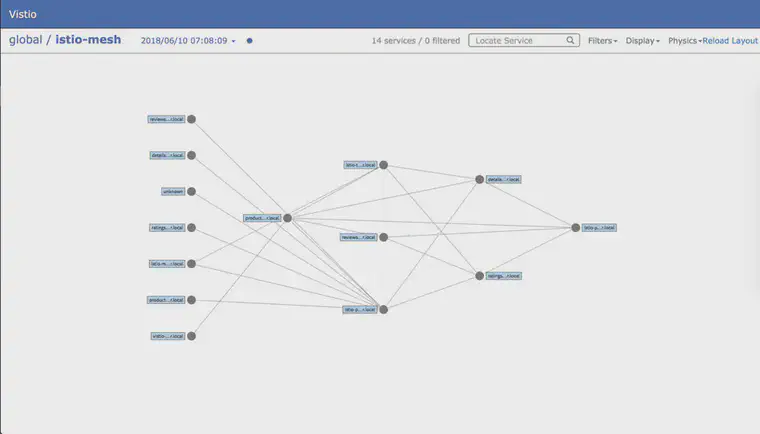 Vistio
global / istio-mesh 2018/06/10 07:08:09 14 services / 0 filtered Locate Service Filters Display Physics Reload Layout
reviews...r.local
details...r.local
unknown
ratings...r.local
istio-m...r.local
product...r.local
vistio-...r.local
product...r.local
istio-t...r.local
reviews...r.local
istio-p...r.local
details...r.local
ratings...r.local
istio-p...r.local